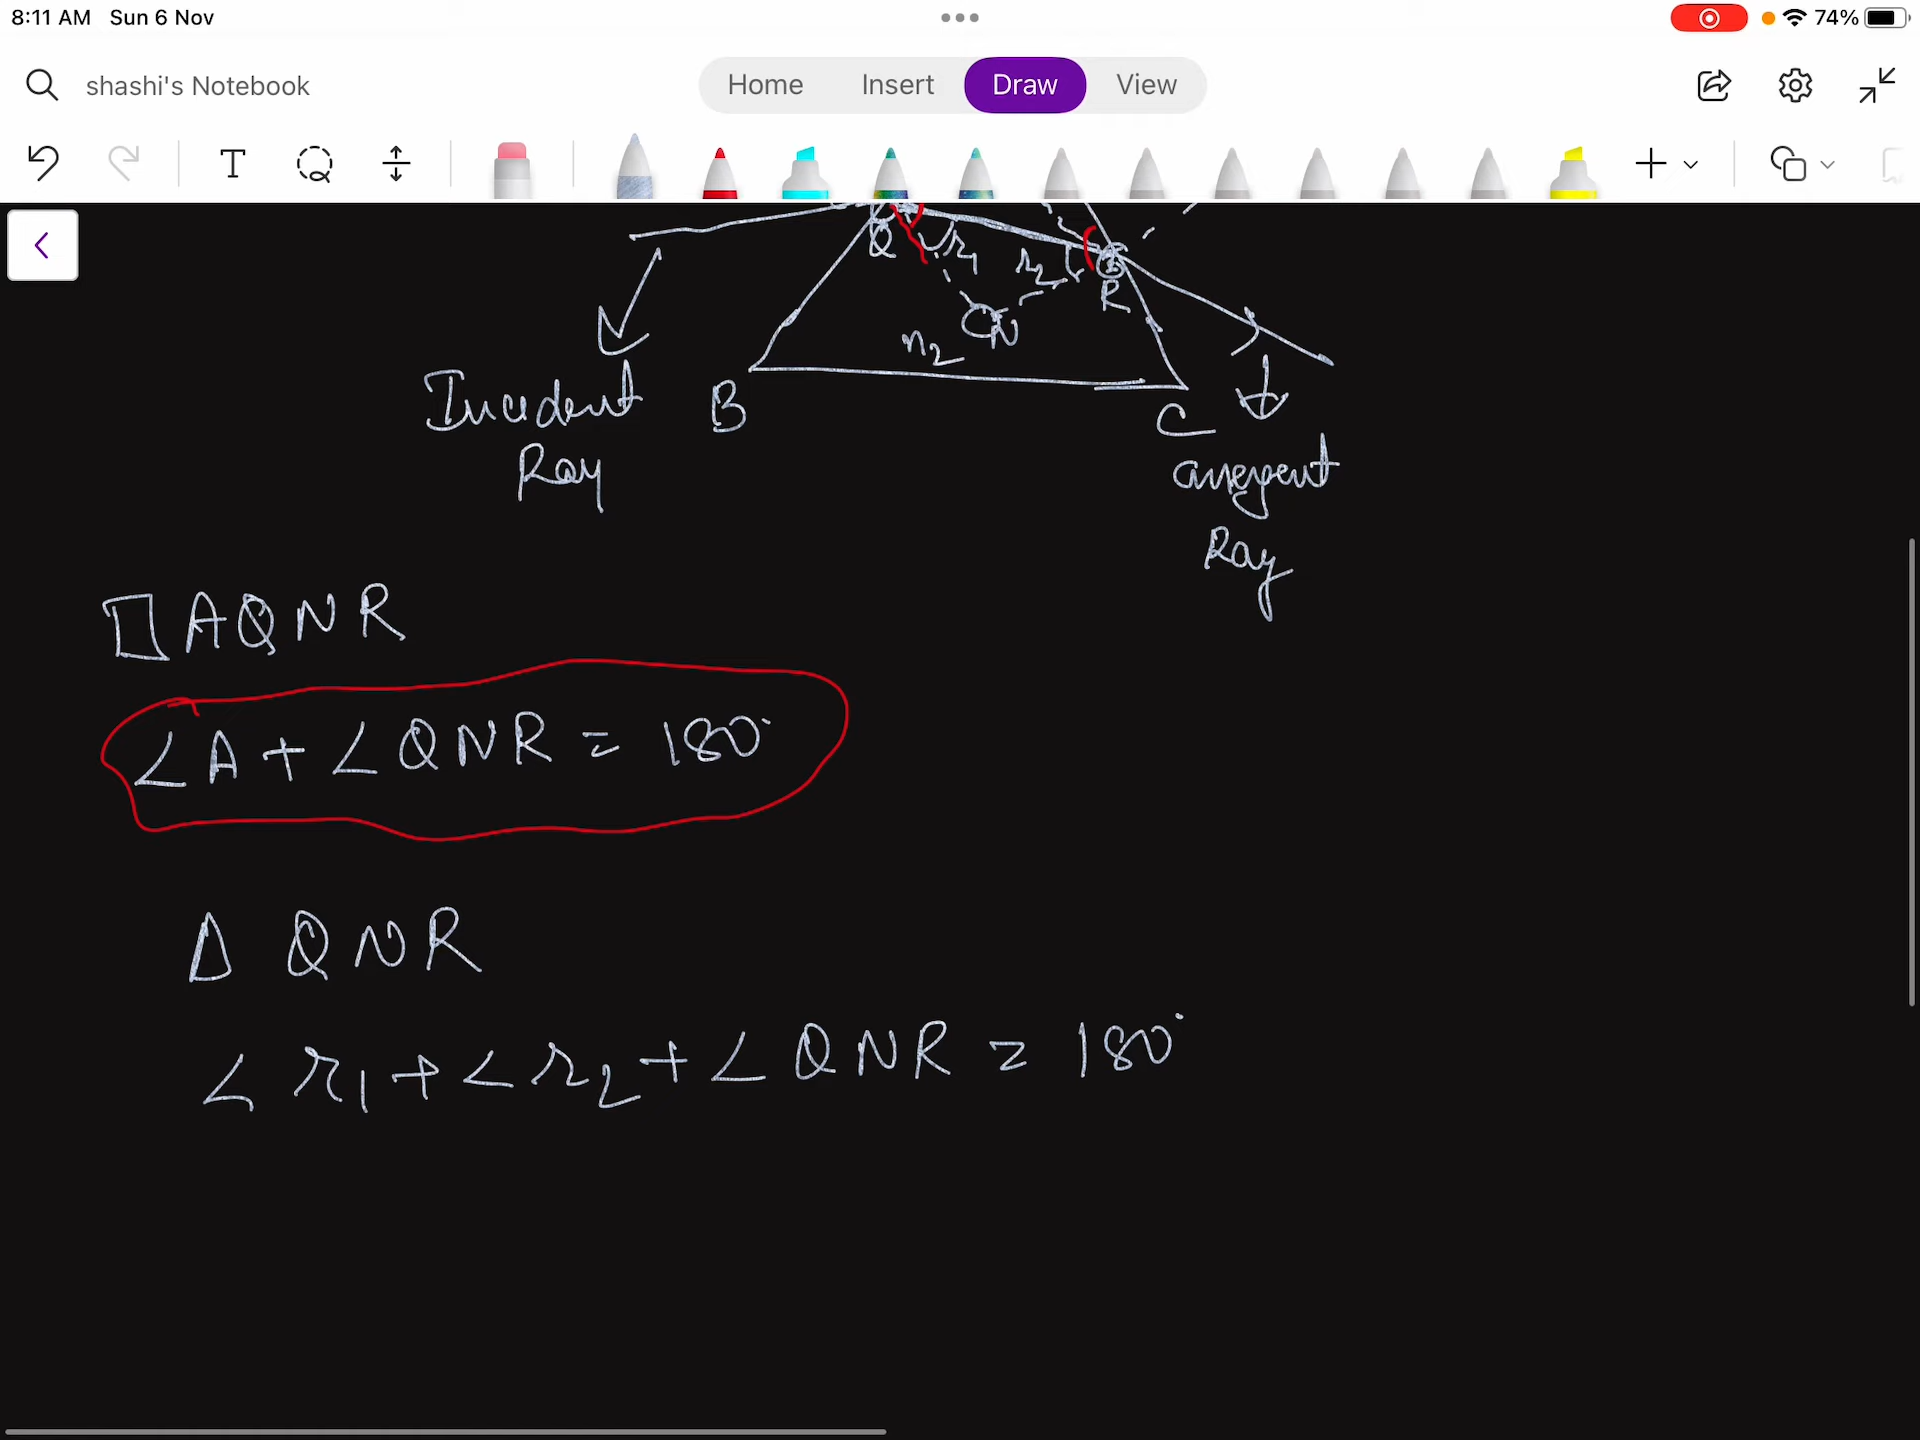 8:11 AM Sun 6 Nov
74%
shashi's Notebook
Home Insert Draw View
T
Q r1 r2 R
N
n2
B C
Incident
Ray
emergent
Ray
□ AQNR
∠A + ∠QNR = 180°
Δ QNR
∠r1 + ∠r2 + ∠QNR = 180°